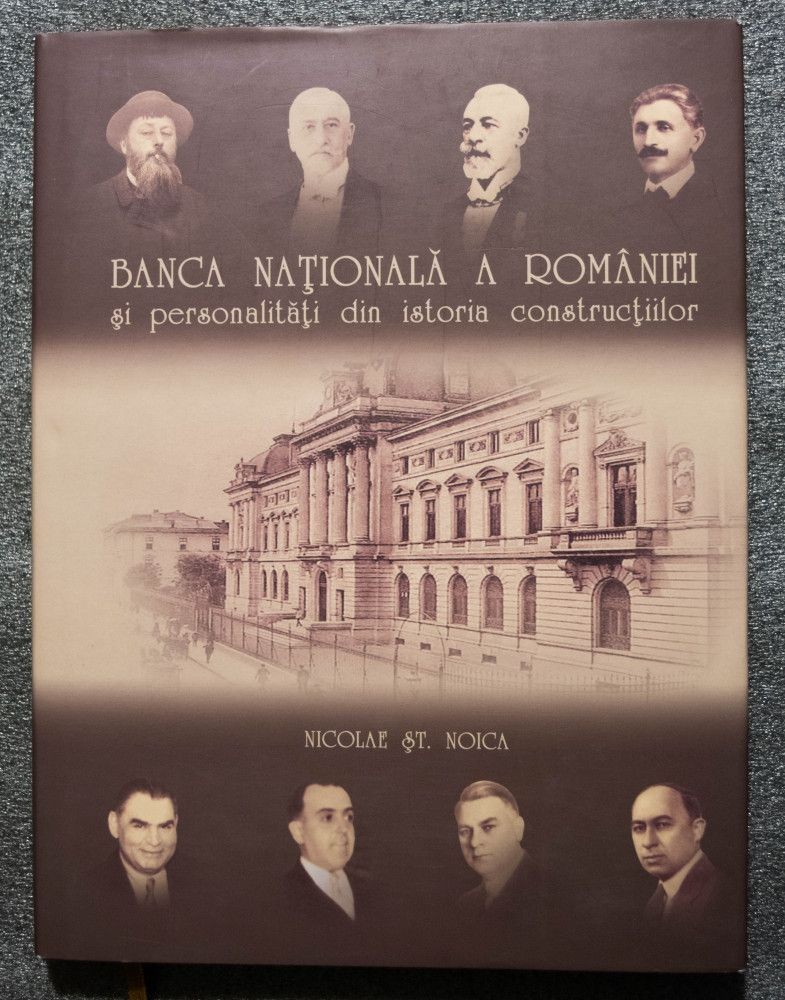 BANCA NAŢIONALĂ A ROMÂNIEI
şi personalităţi din istoria construcţiilor
NICOLAE ŞT. NOICA